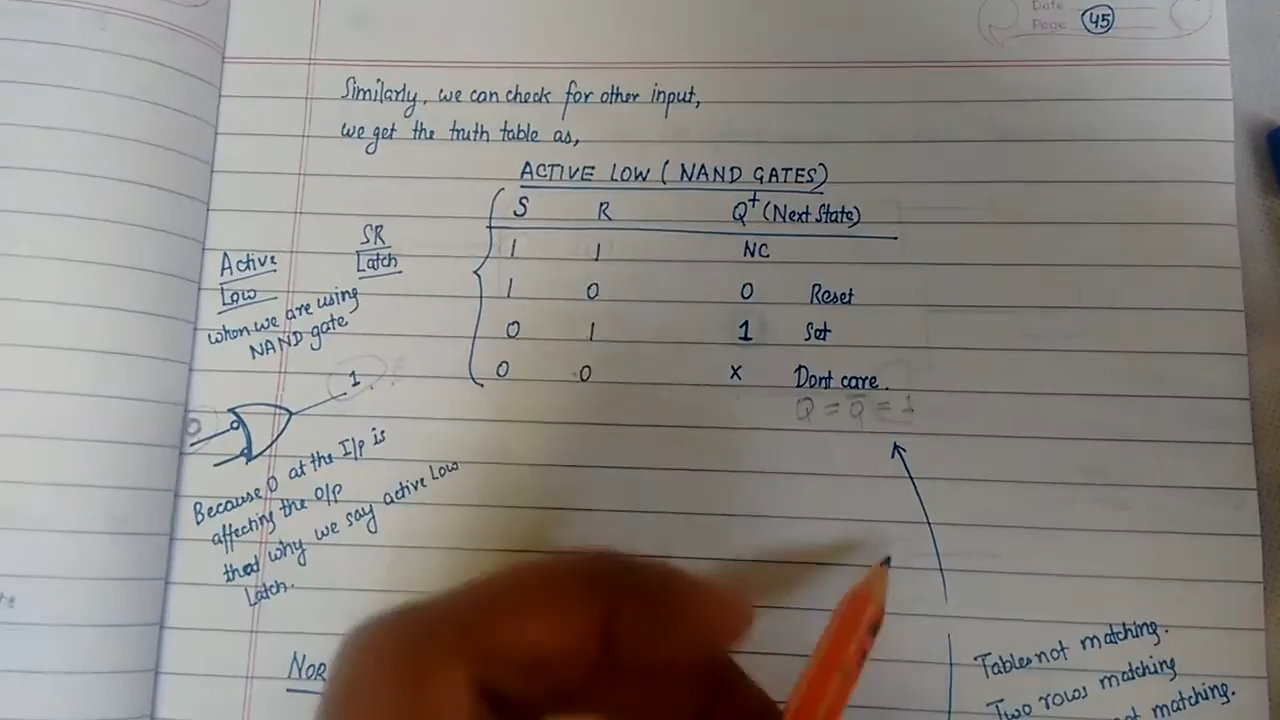 Date
Page 45
Similarly, we can check for other input,
we get the truth table as,
ACTIVE LOW ( NAND GATES)
S R Q+ (Next State)
1 1 NC
1 0 0 Reset
0 1 1 Set
0 0 x Dont care.
Q = Q̅ = 1
SR
Latch
Active
Low
when we are using
NAND gate
0
1
Because 0 at the I/p is
affecting the O/p
that why we say active Low
Latch.
NOR
Table not matching.
Two rows matching
matching.